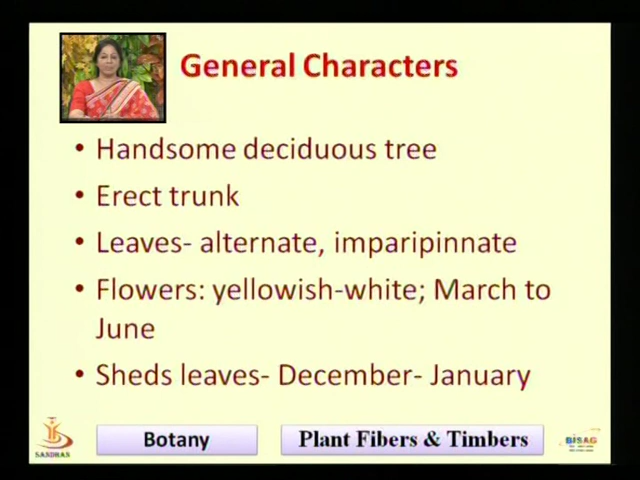 General Characters
• Handsome deciduous tree
• Erect trunk
• Leaves- alternate, imparipinnate
• Flowers: yellowish-white; March to
June
• Sheds leaves- December- January
SANDHAN
Botany
Plant Fibers & Timbers
BISAG